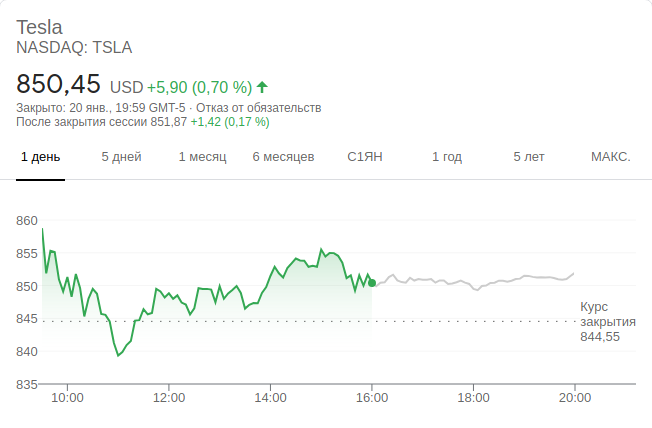 Tesla
NASDAQ: TSLA
850,45 USD +5,90 (0,70 %)
Закрыто: 20 янв., 19:59 GMT-5 · Отказ от обязательств
После закрытия сессии 851,87 +1,42 (0,17 %)
1 день 5 дней 1 месяц 6 месяцев С1ЯН 1 год 5 лет МАКС.
860
855
850
845
840
835
Курс
закрытия
844,55
10:00 12:00 14:00 16:00 18:00 20:00